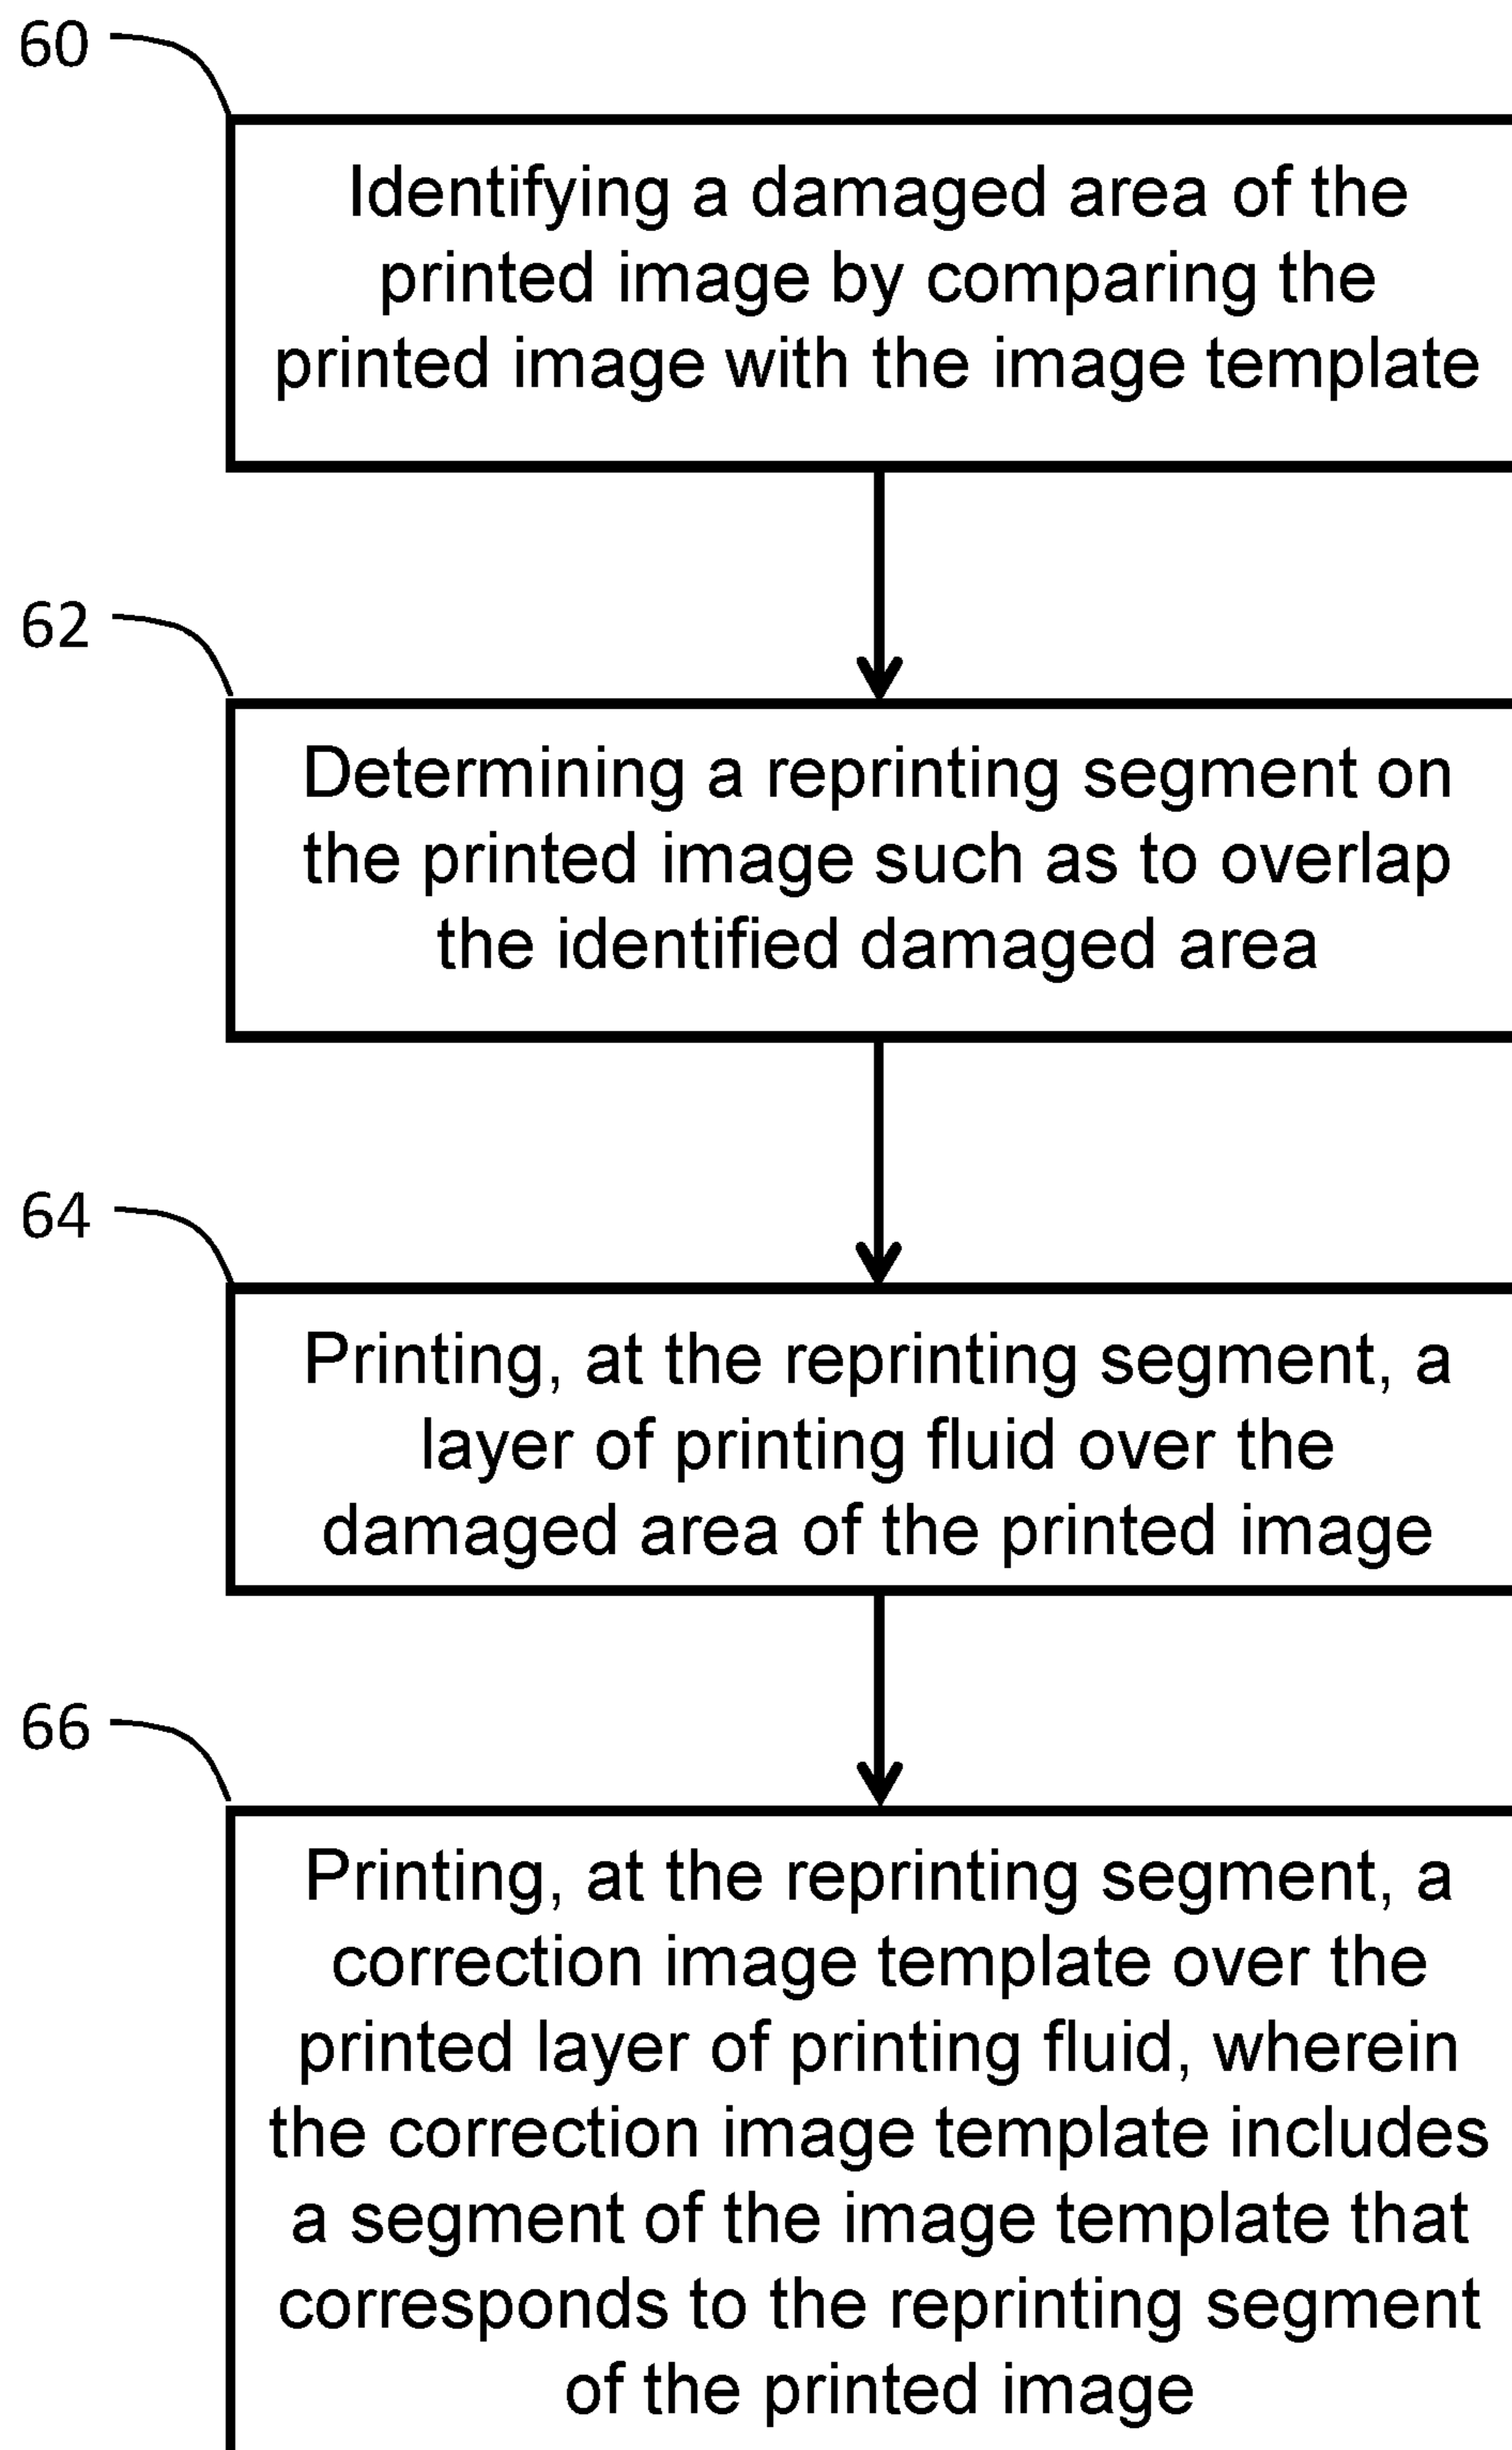 60
Identifying a damaged area of the
printed image by comparing the
printed image with the image template
62
Determining a reprinting segment on
the printed image such as to overlap
the identified damaged area
64
Printing, at the reprinting segment, a
layer of printing fluid over the
damaged area of the printed image
66
Printing, at the reprinting segment, a
correction image template over the
printed layer of printing fluid, wherein
the correction image template includes
a segment of the image template that
corresponds to the reprinting segment
of the printed image